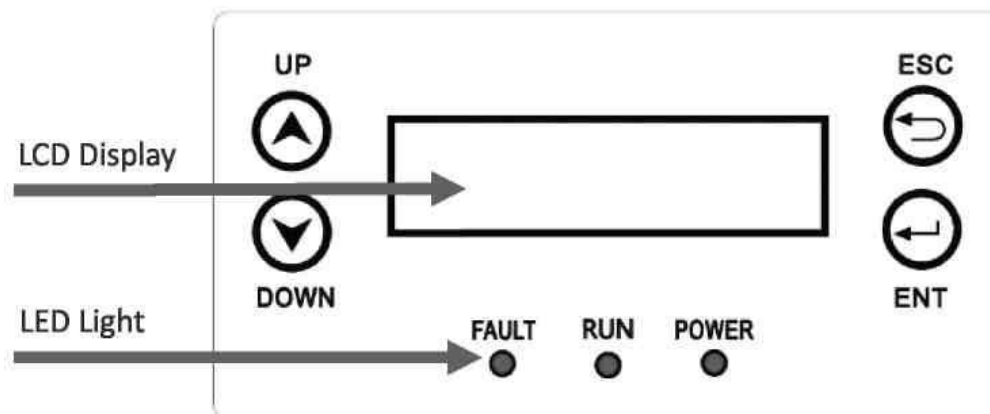 UP
ESC
LCD Display
DOWN
ENT
LED Light
FAULT
RUN
POWER